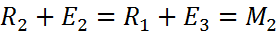 R₂ + E₂ = R₁ + E₃ = M₂